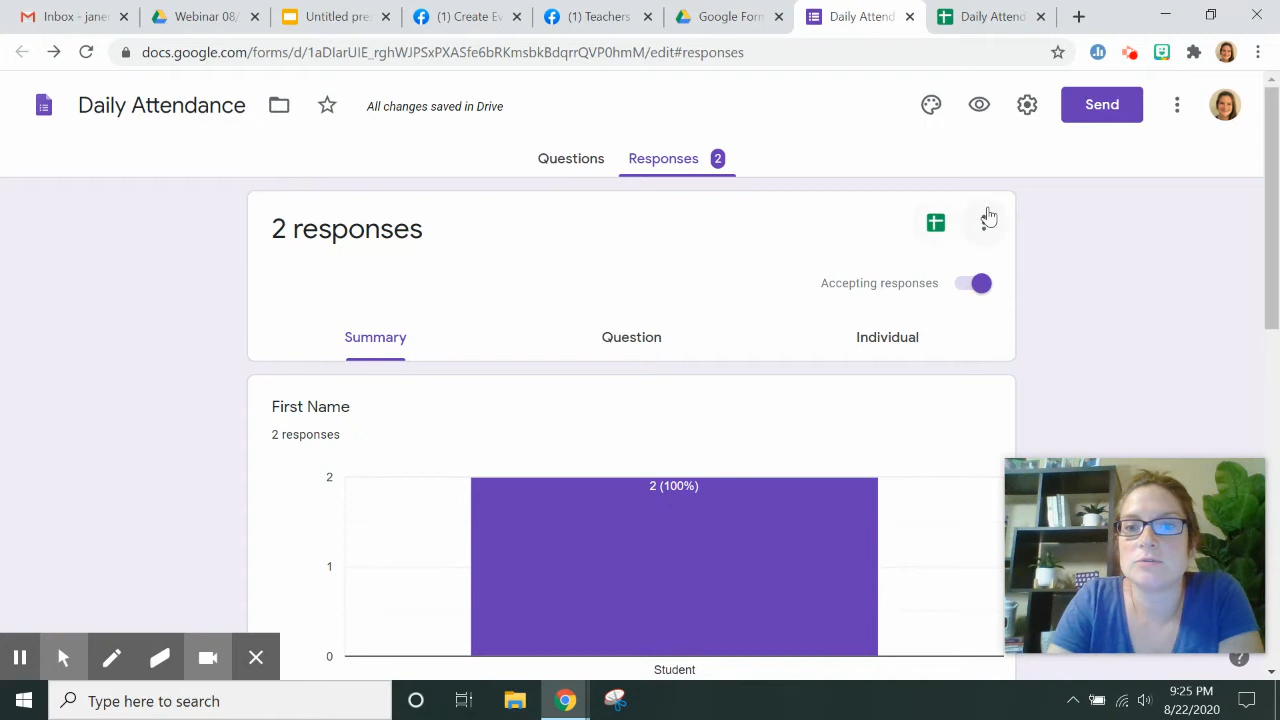 Inbox - janer
Webinar 08/
Untitled pre
(1) Create Ev
(1) Teachers
Google Form
Daily Attend
Daily Attend
docs.google.com/forms/d/1aDIarUIE_rghWJPSxPXASfe6bRKmsbkBdqrrQVP0hmM/edit#responses
Daily Attendance
All changes saved in Drive
Send
Questions
Responses 2
2 responses
Accepting responses
Summary
Question
Individual
First Name
2 responses
2
2 (100%)
1
0
Student
Type here to search
9:25 PM
8/22/2020